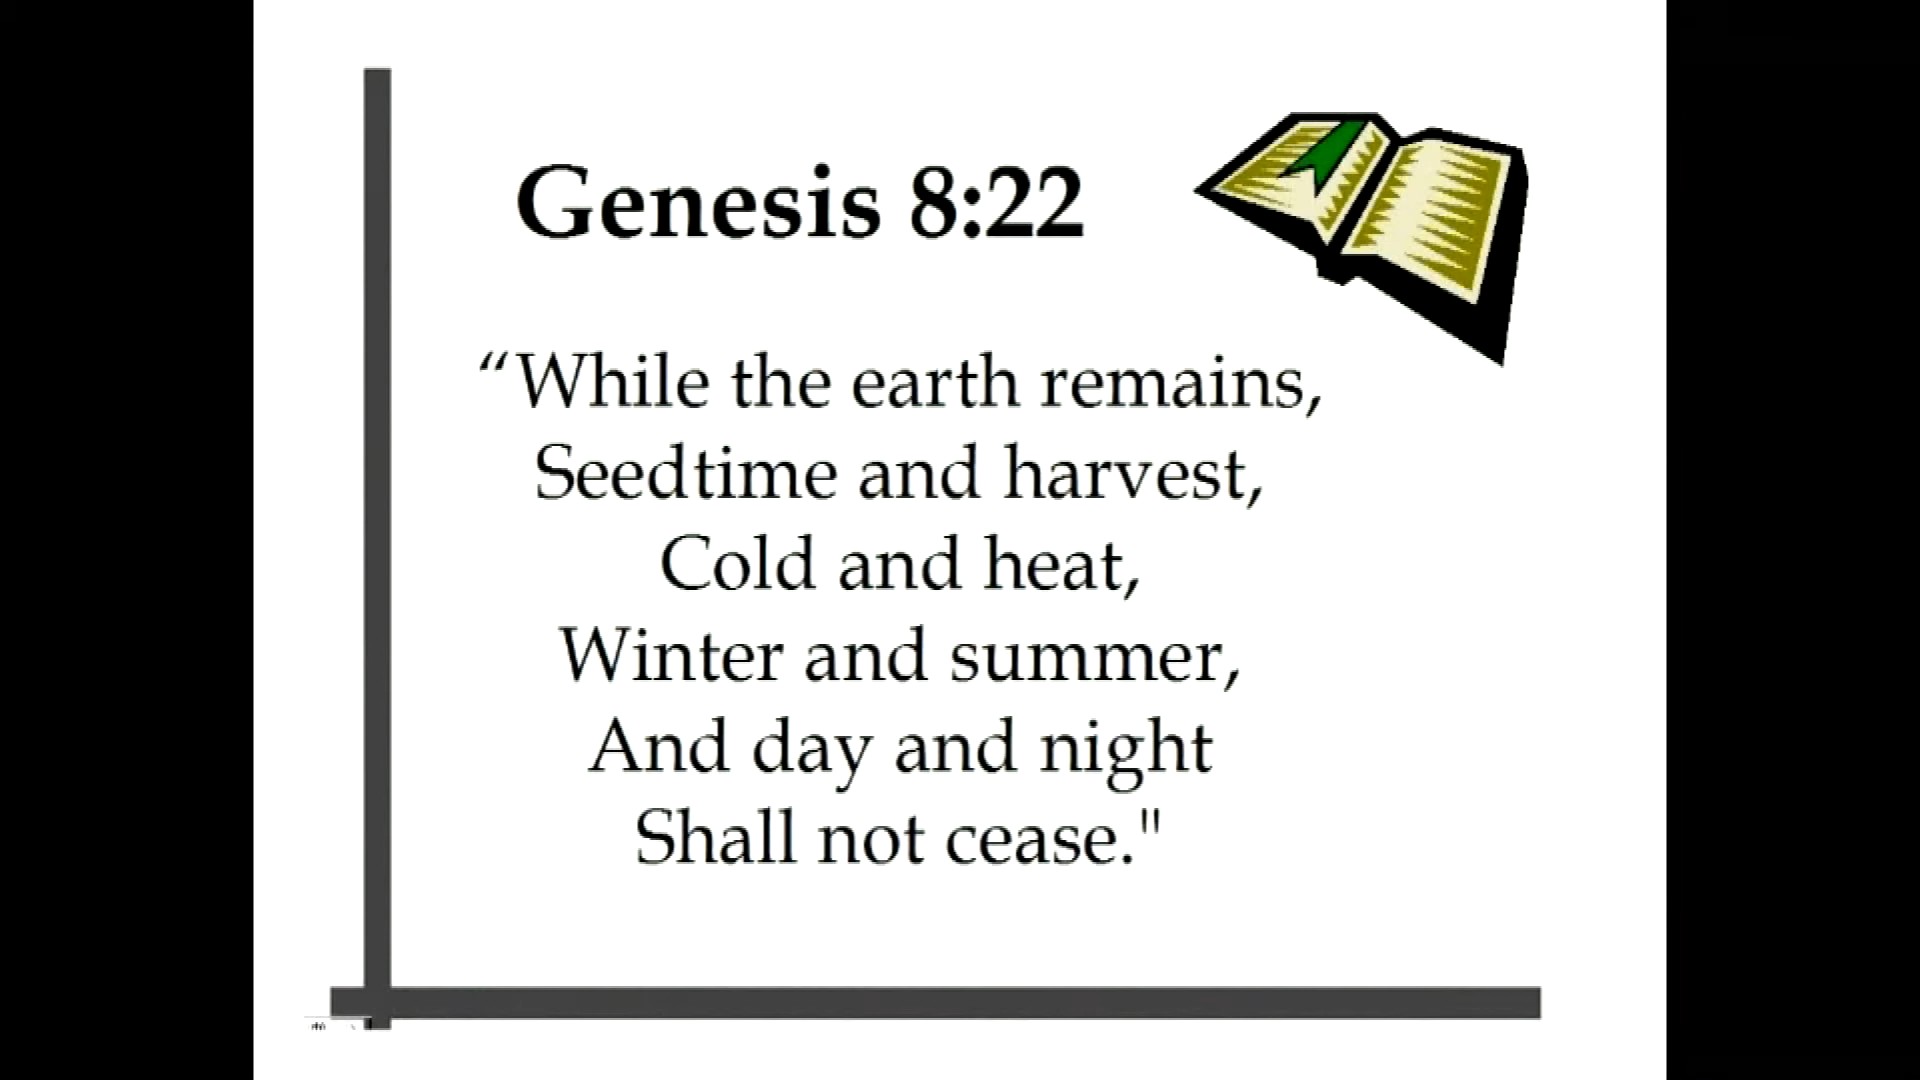 Genesis 8:22
“While the earth remains,
Seedtime and harvest,
Cold and heat,
Winter and summer,
And day and night
Shall not cease."